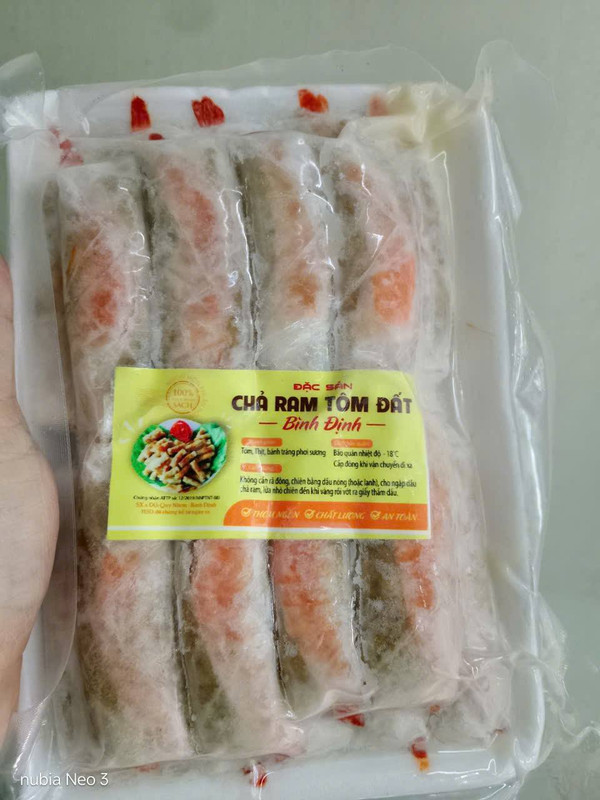 100%
SẠCH
ĐẶC SẢN
CHẢ RAM TÔM ĐẤT
Bình Định
Tôm, Thịt, bánh tráng phơi sương
Bảo quản nhiệt độ - 18°C
Cấp đông khi vận chuyển đi xa
Không cần rã đông, chiên bằng dầu nóng (hoặc lạnh), cho ngập dầu
chả ram, lửa nhỏ chiên đến khi vàng rồi vớt ra giấy thấm dầu.
THƠM NGON CHẤT LƯỢNG AN TOÀN
nubia Neo 3